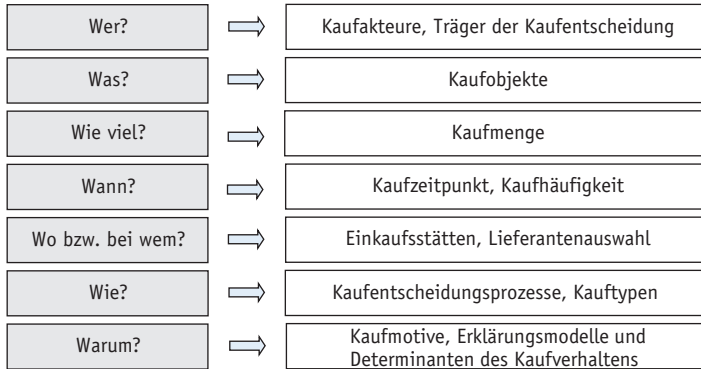 Wer?
Kaufakteure, Träger der Kaufentscheidung
Was?
Kaufobjekte
Wie viel?
Kaufmenge
Wann?
Kaufzeitpunkt, Kaufhäufigkeit
Wo bzw. bei wem?
Einkaufsstätten, Lieferantenauswahl
Wie?
Kaufentscheidungsprozesse, Kauftypen
Warum?
Kaufmotive, Erklärungsmodelle und
Determinanten des Kaufverhaltens